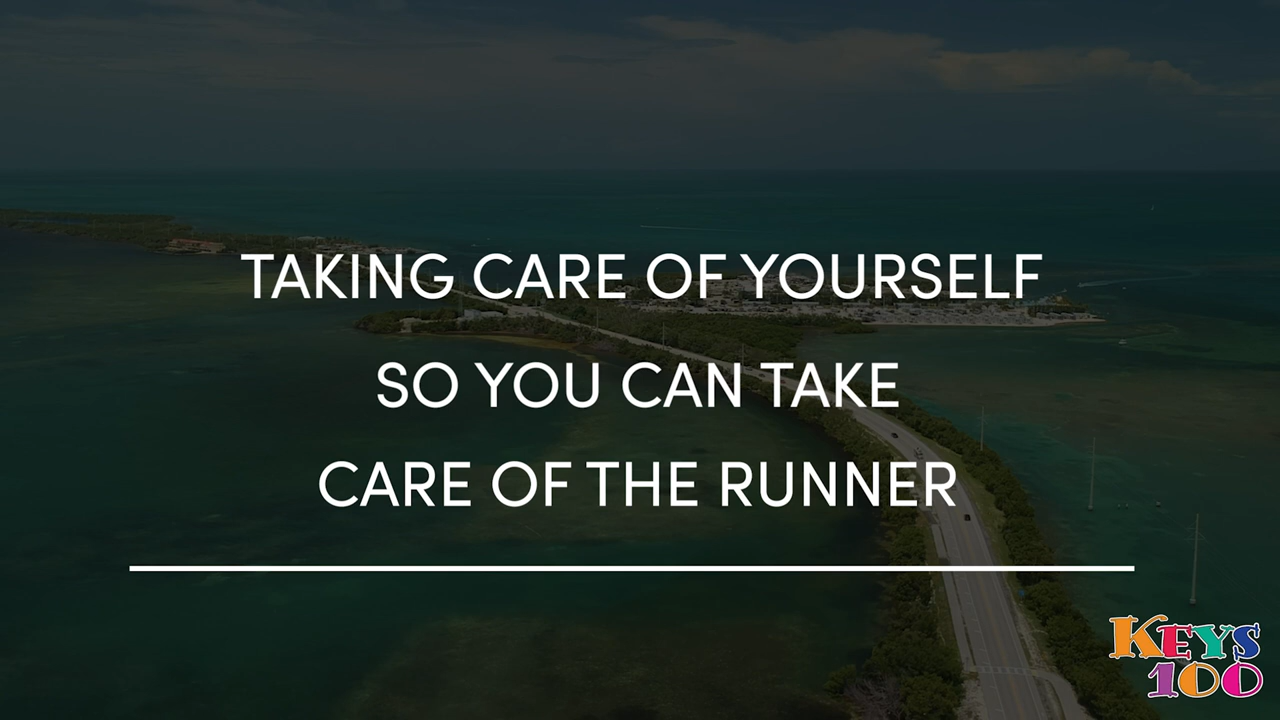 TAKING CARE OF YOURSELF
SO YOU CAN TAKE
CARE OF THE RUNNER
KEYS
100